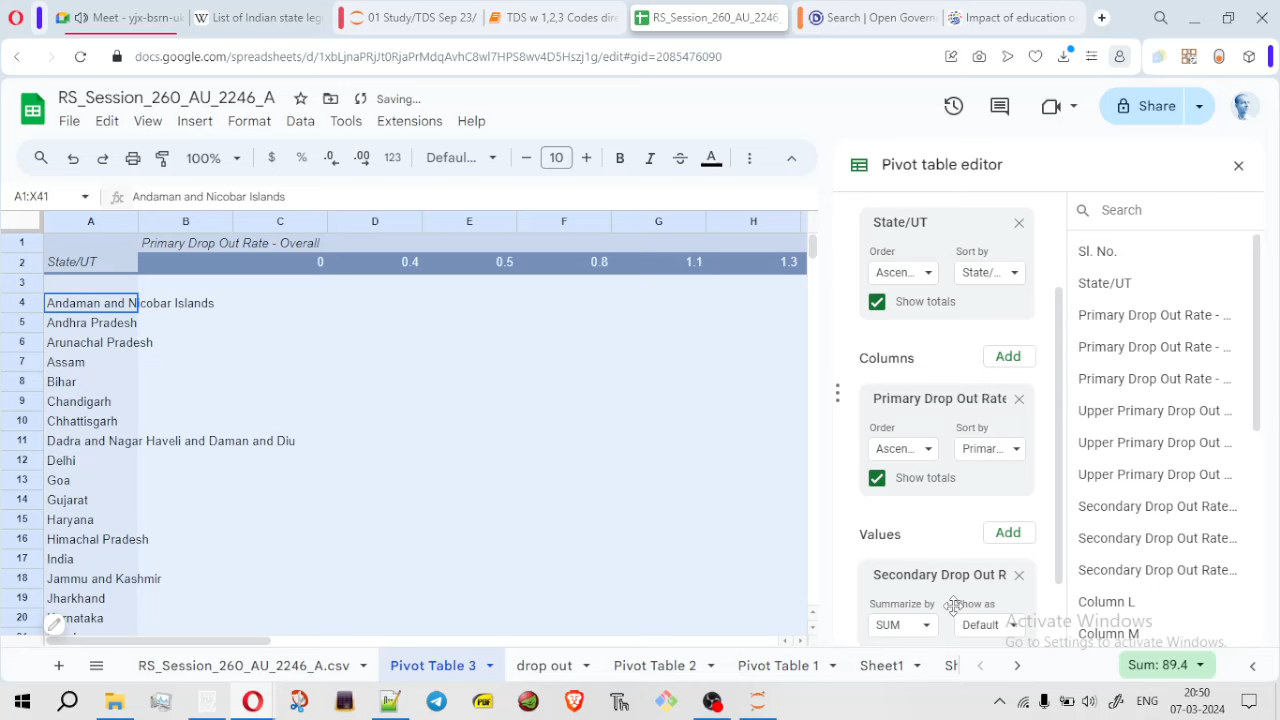 Meet - yjx-bsrn-uk
List of Indian state leg
01 Study/TDS Sep 23/
TDS w 1,2,3 Codes dire
RS_Session_260_AU_2246_
Search | Open Governm
Impact of education o
docs.google.com/spreadsheets/d/1xbLjnaPRjJtORjaPrMdqAvhC8wl7HPS8wv4D5Hszj1g/edit#gid=2085476090
RS_Session_260_AU_2246_A
Saving...
File Edit View Insert Format Data Tools Extensions Help
Share
100% $ % .0 .00 123 Defaul... 10 B I A
A1:X41 fx Andaman and Nicobar Islands
A B C D E F G H
1 Primary Drop Out Rate - Overall
2 State/UT 0 0.4 0.5 0.8 1.1 1.3
3
4 Andaman and Nicobar Islands
5 Andhra Pradesh
6 Arunachal Pradesh
7 Assam
8 Bihar
9 Chandigarh
10 Chhattisgarh
11 Dadra and Nagar Haveli and Daman and Diu
12 Delhi
13 Goa
14 Gujarat
15 Haryana
16 Himachal Pradesh
17 India
18 Jammu and Kashmir
19 Jharkhand
20
Pivot table editor
State/UT
Order Sort by
Ascen... State/...
Show totals
Columns Add
Primary Drop Out Rate
Order Sort by
Ascen... Primar...
Show totals
Values Add
Secondary Drop Out R
Summarize by Show as
SUM Default
Search
Sl. No.
State/UT
Primary Drop Out Rate - ...
Primary Drop Out Rate - ...
Primary Drop Out Rate - ...
Upper Primary Drop Out ...
Upper Primary Drop Out ...
Upper Primary Drop Out ...
Secondary Drop Out Rate...
Secondary Drop Out Rate...
Secondary Drop Out Rate...
Column L
Column M
Activate Windows
Go to Settings to activate Windows.
RS_Session_260_AU_2246_A.csv Pivot Table 3 drop out Pivot Table 2 Pivot Table 1 Sheet1 Sh
Sum: 89.4
ENG
20:50
07-03-2024